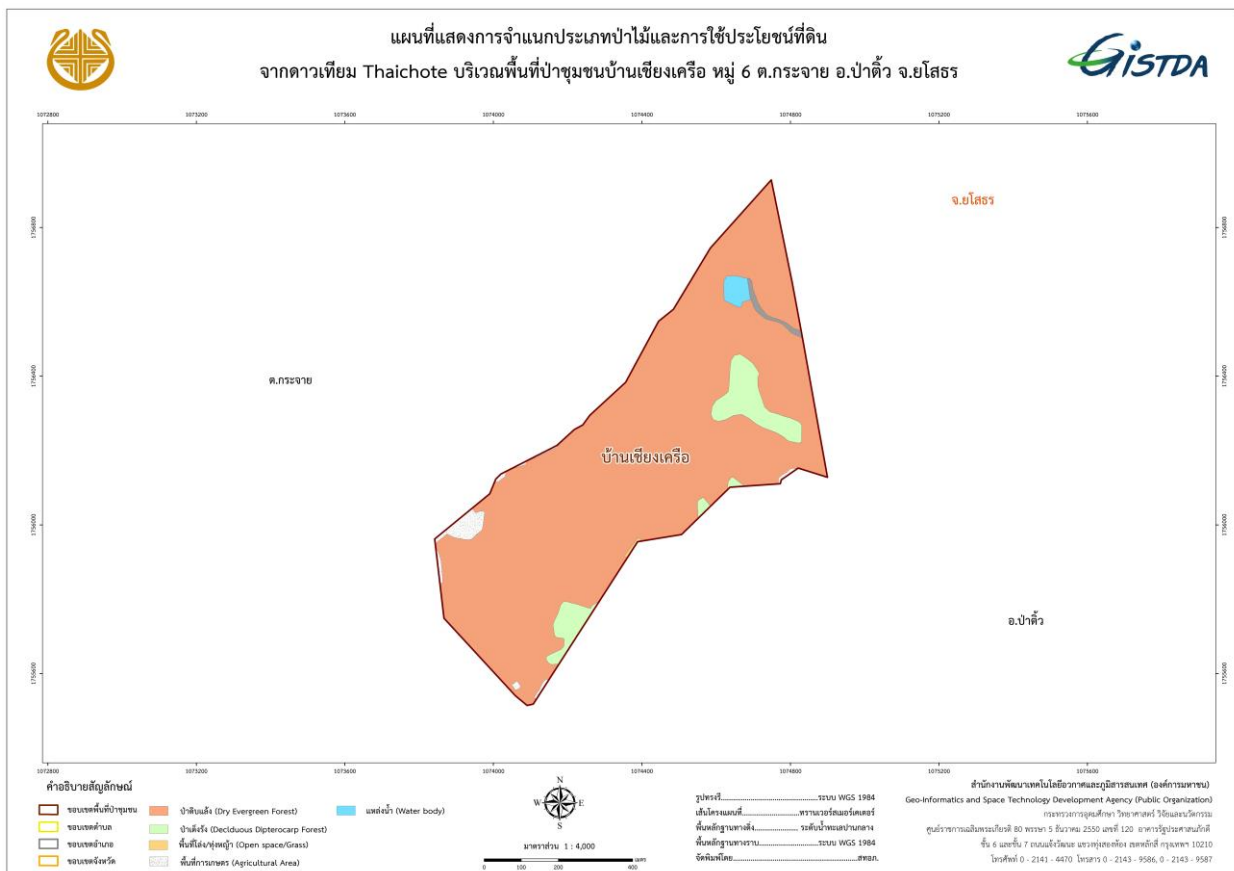 แผนที่แสดงการจำแนกประเภทป่าไม้และการใช้ประโยชน์ที่ดิน
จากดาวเทียม Thaichote บริเวณพื้นที่ป่าชุมชนบ้านเชียงเครือ หมู่ 6 ต.กระจาย อ.ป่าติ้ว จ.ยโสธร
GISTDA
1072800 1073200 1073600 1074000 1074400 1074800 1075200 1075600
1756800 1756800
จ.ยโสธร
1756400 1756400
ต.กระจาย
บ้านเชียงเครือ
1756000 1756000
อ.ป่าติ้ว
1755600 1755600
1072800 1073200 1073600 1074000 1074400 1074800 1075200 1075600
คำอธิบายสัญลักษณ์
ขอบเขตพื้นที่ป่าชุมชน
ขอบเขตตำบล
ขอบเขตอำเภอ
ขอบเขตจังหวัด
ป่าดิบแล้ง (Dry Evergreen Forest)
ป่าเต็งรัง (Deciduous Dipterocarp Forest)
พื้นที่โล่ง/ทุ่งหญ้า (Open space/Grass)
พื้นที่การเกษตร (Agricultural Area)
แหล่งน้ำ (Water body)
N
W E
S
มาตราส่วน 1 : 4,000
0 100 200 400 เมตร
รูปทรงรี..............................ระบบ WGS 1984
เส้นโครงแผนที่....................ทรานเวอร์สเมอร์เคเตอร์
พื้นหลักฐานทางดิ่ง............... ระดับน้ำทะเลปานกลาง
พื้นหลักฐานทางราบ......................ระบบ WGS 1984
จัดพิมพ์โดย........................................สทอภ.
สำนักงานพัฒนาเทคโนโลยีอวกาศและภูมิสารสนเทศ (องค์การมหาชน)
Geo-Informatics and Space Technology Development Agency (Public Organization)
กระทรวงการอุดมศึกษา วิทยาศาสตร์ วิจัยและนวัตกรรม
ศูนย์ราชการเฉลิมพระเกียรติ 80 พรรษา 5 ธันวาคม 2550 เลขที่ 120 อาคารรัฐประศาสนภักดี
ชั้น 6 และชั้น 7 ถนนแจ้งวัฒนะ แขวงทุ่งสองห้อง เขตหลักสี่ กรุงเทพฯ 10210
โทรศัพท์ 0 - 2141 - 4470 โทรสาร 0 - 2143 - 9586, 0 - 2143 - 9587